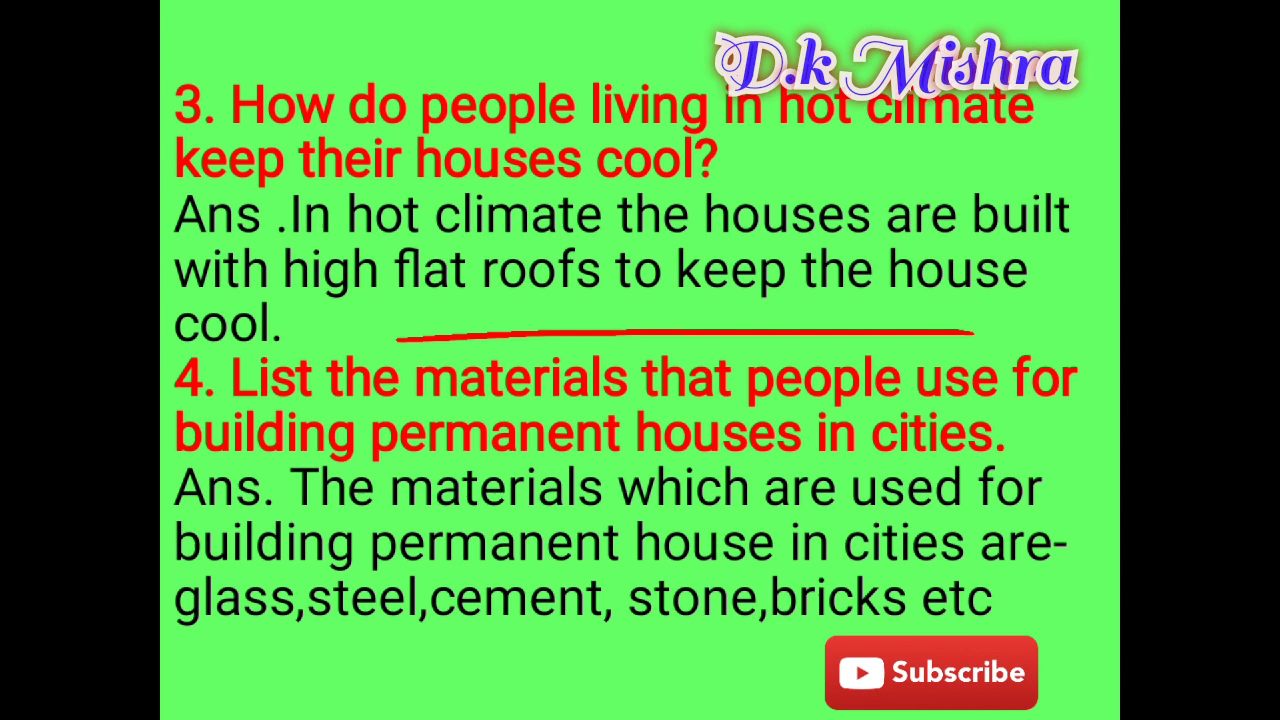 D.k Mishra
3. How do people living in hot climate
keep their houses cool?
Ans .In hot climate the houses are built
with high flat roofs to keep the house
cool.
4. List the materials that people use for
building permanent houses in cities.
Ans. The materials which are used for
building permanent house in cities are-
glass,steel,cement, stone,bricks etc
Subscribe